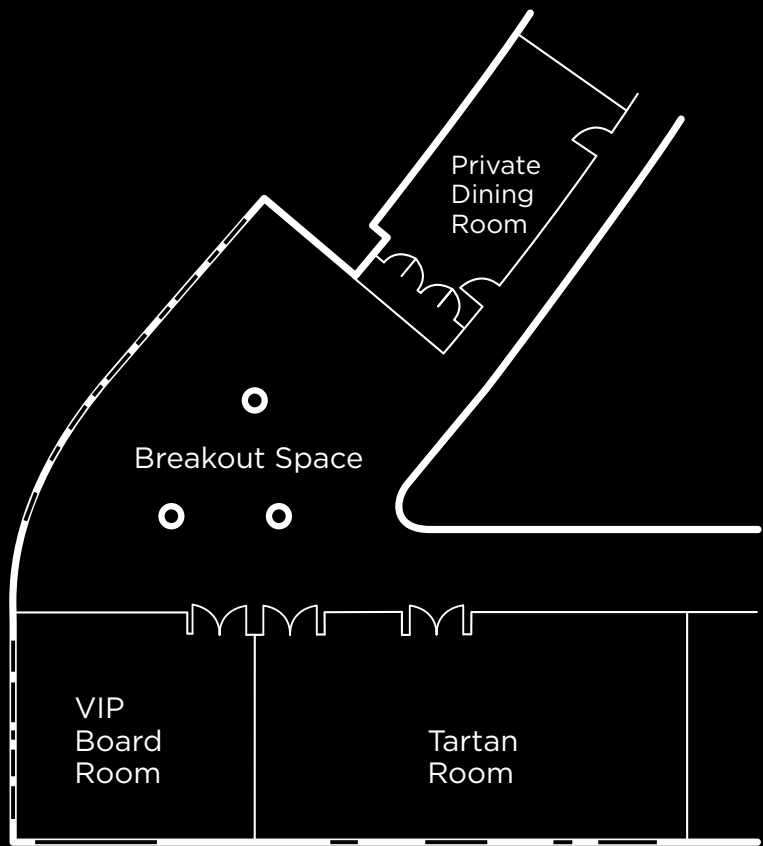 Private
Dining
Room
Breakout Space
VIP
Board
Room
Tartan
Room